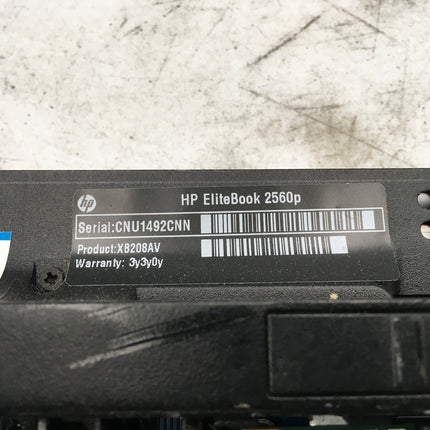 hp
HP EliteBook 2560p
Serial:CNU1492CNN
Product:XB208AV
Warranty: 3y3y0y